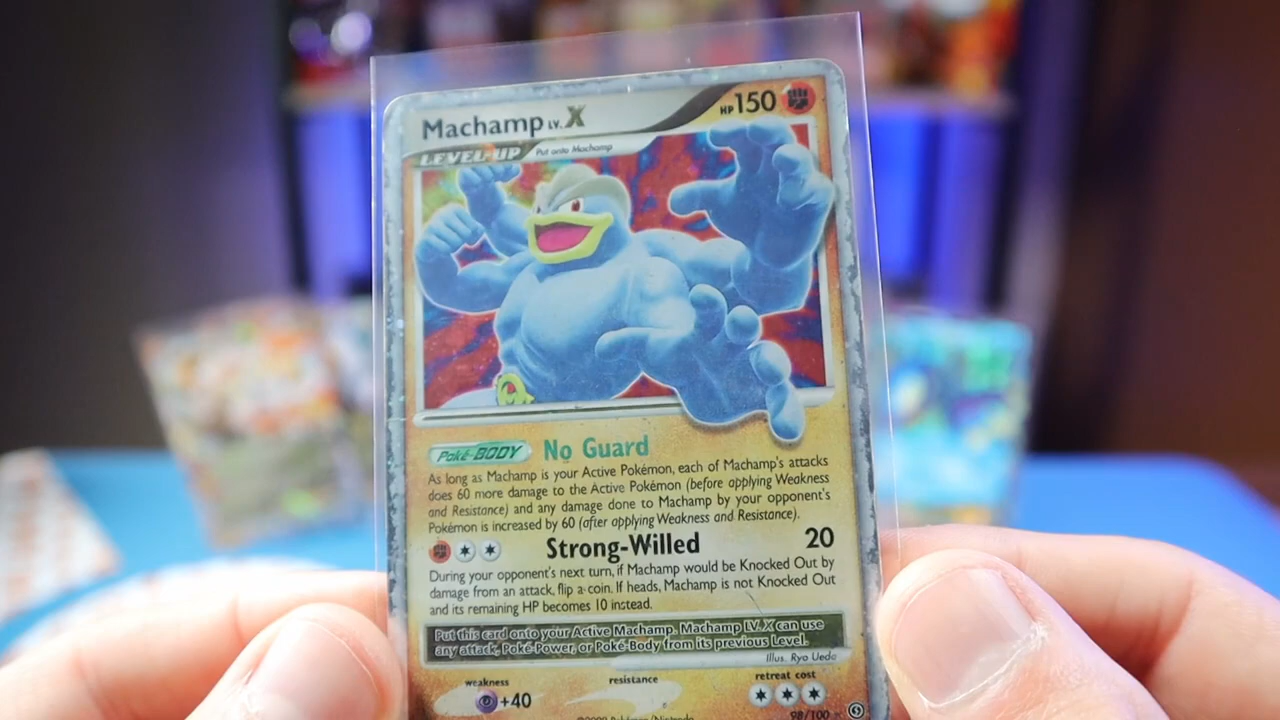 Machamp LV. X HP 150
LEVEL-UP Put onto Machamp
Poké-BODY No Guard
As long as Machamp is your Active Pokémon, each of Machamp's attacks
does 60 more damage to the Active Pokémon (before applying Weakness
and Resistance) and any damage done to Machamp by your opponent's
Pokémon is increased by 60 (after applying Weakness and Resistance).
Strong-Willed 20
During your opponent's next turn, if Machamp would be Knocked Out by
damage from an attack, flip a coin. If heads, Machamp is not Knocked Out
and its remaining HP becomes 10 instead.
Put this card onto your Active Machamp. Machamp LV. X can use
any attack, Poké-Power, or Poké-Body from its previous Level.
Illus. Ryo Ueda
weakness resistance retreat cost
+40
Pokémon/Nintendo 98/100 S